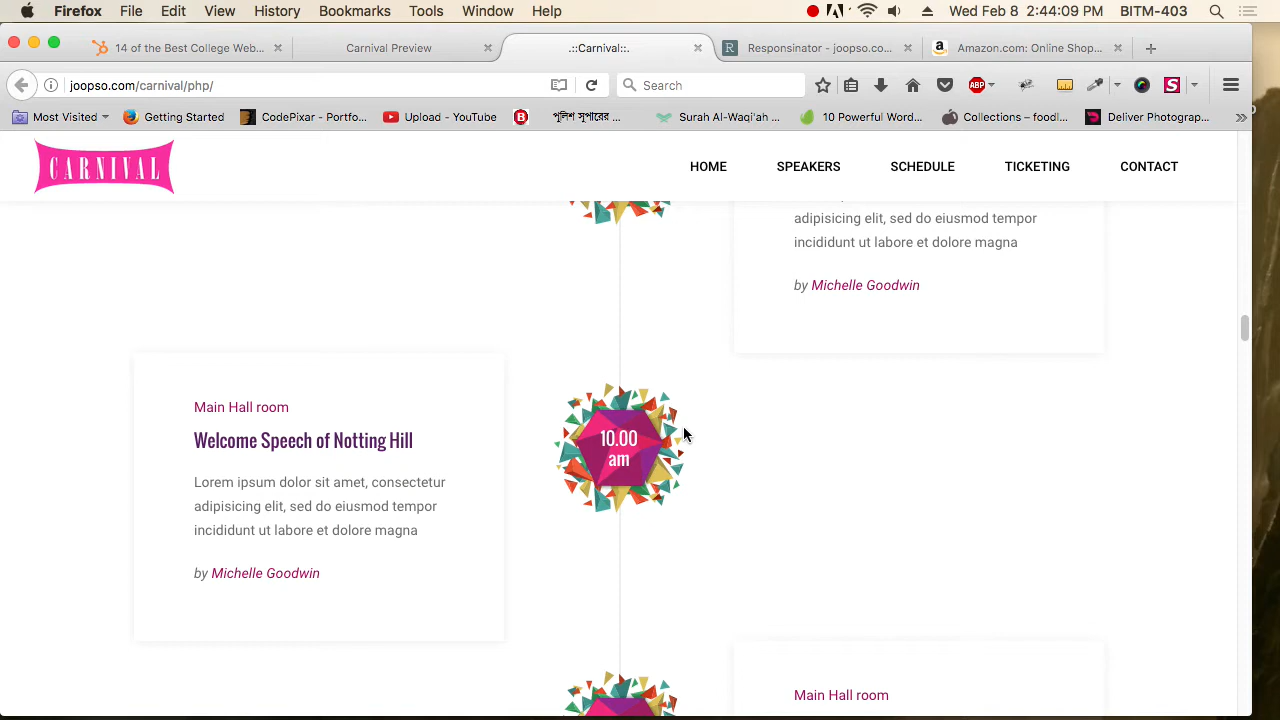 Firefox File Edit View History Bookmarks Tools Window Help Wed Feb 8 2:44:09 PM BITM-403
14 of the Best College Web... Carnival Preview .::Carnival::. Responsinator - joopso.co... Amazon.com: Online Shop...
joopso.com/carnival/php/ Search ABP S
Most Visited Getting Started CodePixar - Portfo... Upload - YouTube B পুলিশ সুপারের ... Surah Al-Waqi'ah ... 10 Powerful Word... Collections – foodl... Deliver Photograp...
CARNIVAL HOME SPEAKERS SCHEDULE TICKETING CONTACT
adipisicing elit, sed do eiusmod tempor
incididunt ut labore et dolore magna
by Michelle Goodwin
Main Hall room
Welcome Speech of Notting Hill
Lorem ipsum dolor sit amet, consectetur
adipisicing elit, sed do eiusmod tempor
incididunt ut labore et dolore magna
by Michelle Goodwin
10.00
am
Main Hall room